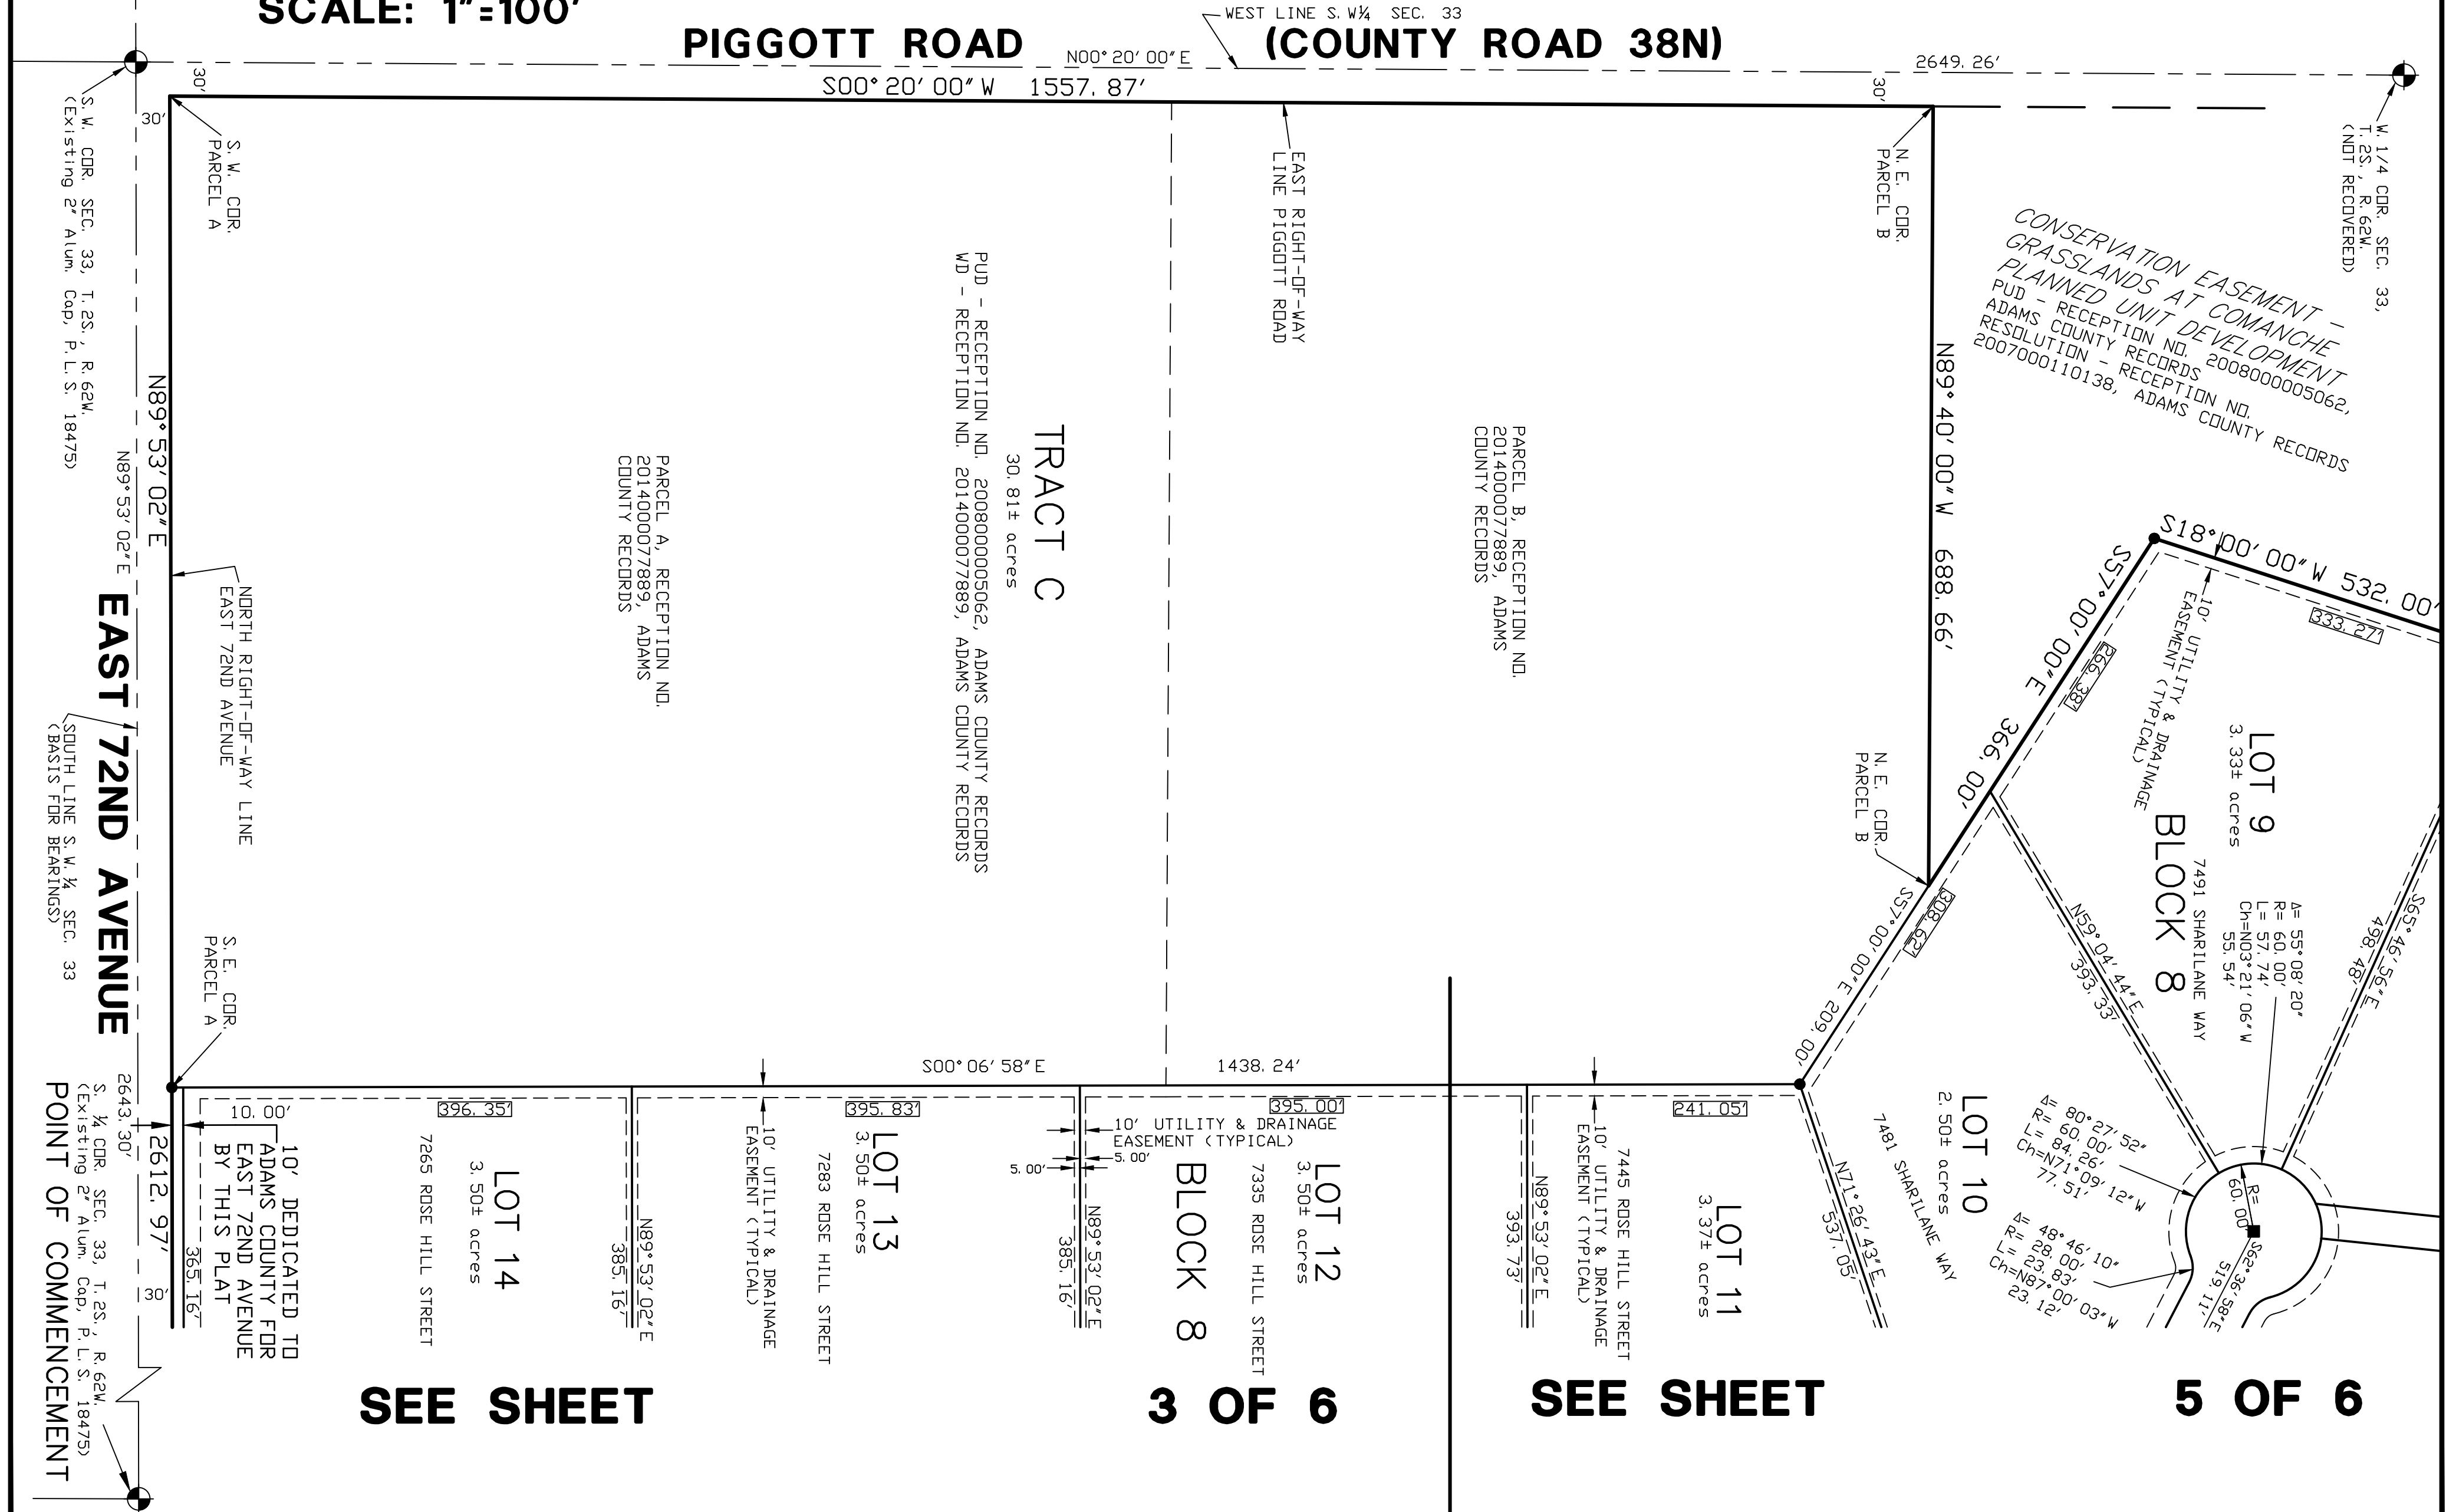 SCALE: 1"=100'
WEST LINE S. W¼ SEC. 33
PIGGOTT ROAD (COUNTY ROAD 38N)
N00° 20' 00" E
2649. 26'
S00° 20' 00" W 1557. 87'
30'
30'
30'
S. W. COR. SEC. 33, T. 2S., R. 62W.
(Existing 2" Alum. Cap, P. L. S. 18475)
S. W. COR.
PARCEL A
EAST RIGHT-OF-WAY
LINE PIGGOTT ROAD
N. E. COR.
PARCEL B
W. 1/4 COR. SEC. 33,
T. 2S., R. 62W.
(NOT RECOVERED)
CONSERVATION EASEMENT -
GRASSLANDS AT COMANCHE
PLANNED UNIT DEVELOPMENT
PUD - RECEPTION NO. 2008000005062,
ADAMS COUNTY RECORDS
RESOLUTION - RECEPTION NO.
2007000110138, ADAMS COUNTY RECORDS
N89° 53' 02" E
N89° 53' 02" E
NORTH RIGHT-OF-WAY LINE
EAST 72ND AVENUE
EAST 72ND AVENUE
SOUTH LINE S. W. ¼ SEC. 33
(BASIS FOR BEARINGS)
PARCEL A, RECEPTION NO.
2014000077889, ADAMS
COUNTY RECORDS
TRACT C
30. 81± acres
PUD - RECEPTION NO. 2008000005062, ADAMS COUNTY RECORDS
WD - RECEPTION NO. 2014000077889, ADAMS COUNTY RECORDS
PARCEL B, RECEPTION NO.
2014000077889, ADAMS
COUNTY RECORDS
N89° 40' 00" W 688. 66'
S18° 00' 00" W 532. 00'
333. 27'
S57° 00' 00" E 366. 00'
266. 38'
10' UTILITY & DRAINAGE
EASEMENT (TYPICAL)
LOT 9
3. 33± acres
BLOCK 8
7491 SHARILANE WAY
Δ= 55° 08' 20"
R= 60. 00'
L= 57. 74'
Ch=N03° 21' 06" W
55. 54'
S65° 46' 56" E
498. 48'
N59° 04' 44" E
393. 33'
N. E. COR.
PARCEL B
308. 62'
S57° 00' 00" E 209. 00'
S. E. COR.
PARCEL A
S00° 06' 58" E
1438. 24'
2643. 30'
2612. 97'
30'
S. ¼ COR. SEC. 33, T. 2S., R. 62W.
(Existing 2" Alum. Cap, P. L. S. 18475)
POINT OF COMMENCEMENT
10. 00'
10' DEDICATED TO
ADAMS COUNTY FOR
EAST 72ND AVENUE
BY THIS PLAT
365. 16'
396. 35'
7265 ROSE HILL STREET
LOT 14
3. 50± acres
N89° 53' 02" E
385. 16'
10' UTILITY & DRAINAGE
EASEMENT (TYPICAL)
395. 83'
7283 ROSE HILL STREET
LOT 13
3. 50± acres
10' UTILITY & DRAINAGE
EASEMENT (TYPICAL)
5. 00'
5. 00'
N89° 53' 02" E
385. 16'
BLOCK 8
395. 00'
7335 ROSE HILL STREET
LOT 12
3. 50± acres
N89° 53' 02" E
393. 73'
10' UTILITY & DRAINAGE
EASEMENT (TYPICAL)
7445 ROSE HILL STREET
241. 05'
LOT 11
3. 37± acres
N71° 26' 43" E
537. 05'
7481 SHARILANE WAY
LOT 10
2. 50± acres
Δ= 80° 27' 52"
R= 60. 00'
L= 84. 26'
Ch=N71° 09' 12" W
77. 51'
Δ= 48° 46' 10"
R= 28. 00'
L= 23. 83'
Ch=N87° 00' 03" W
23. 12'
R=
60. 00'
S62° 36' 58" E
519. 11'
SEE SHEET 3 OF 6
SEE SHEET 5 OF 6